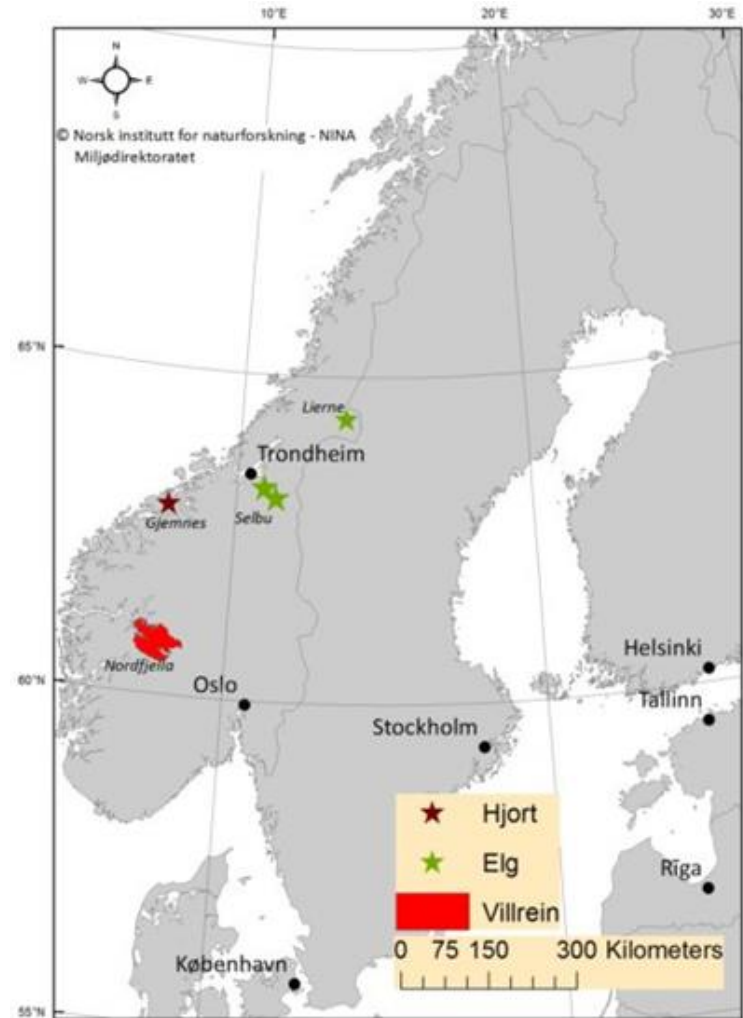 10°E
20°E
30°E
N
W
E
S
© Norsk institutt for naturforskning - NINA
Miljødirektoratet
65°N
Lierne
Trondheim
Gjemnes
Selbu
Nordfjella
60°N
Oslo
Helsinki
Tallinn
Stockholm
Hjort
Elg
Rīga
Villrein
0 75 150 300 Kilometers
København
55°N